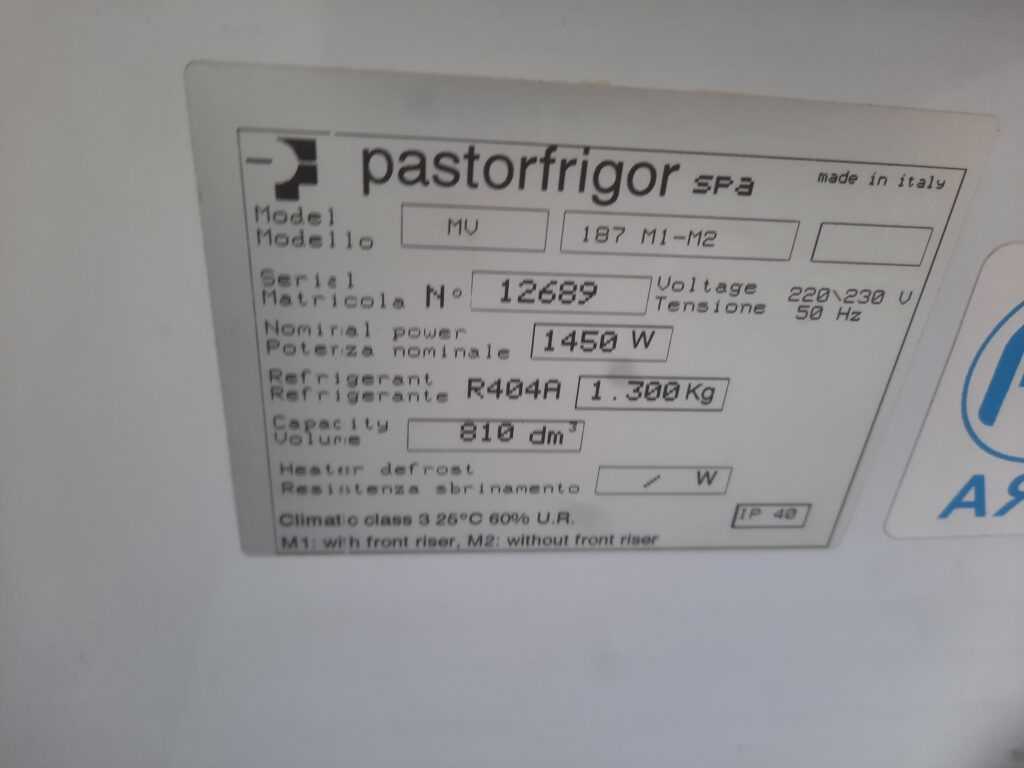 pastorfrigor spa
made in italy
Model
Modello
MV
187 M1-M2
Serial
Matricola
N°
12689
Voltage
Tensione
220\230 V
50 Hz
Nominal power
Potenza nominale
1450 W
Refrigerant
Refrigerante
R404A
1.300 Kg
Capacity
Volume
810 dm³
Heater defrost
Resistenza sbrinamento
/ W
Climatic class 3 25°C 60% U.R.
IP 40
M1: with front riser, M2: without front riser